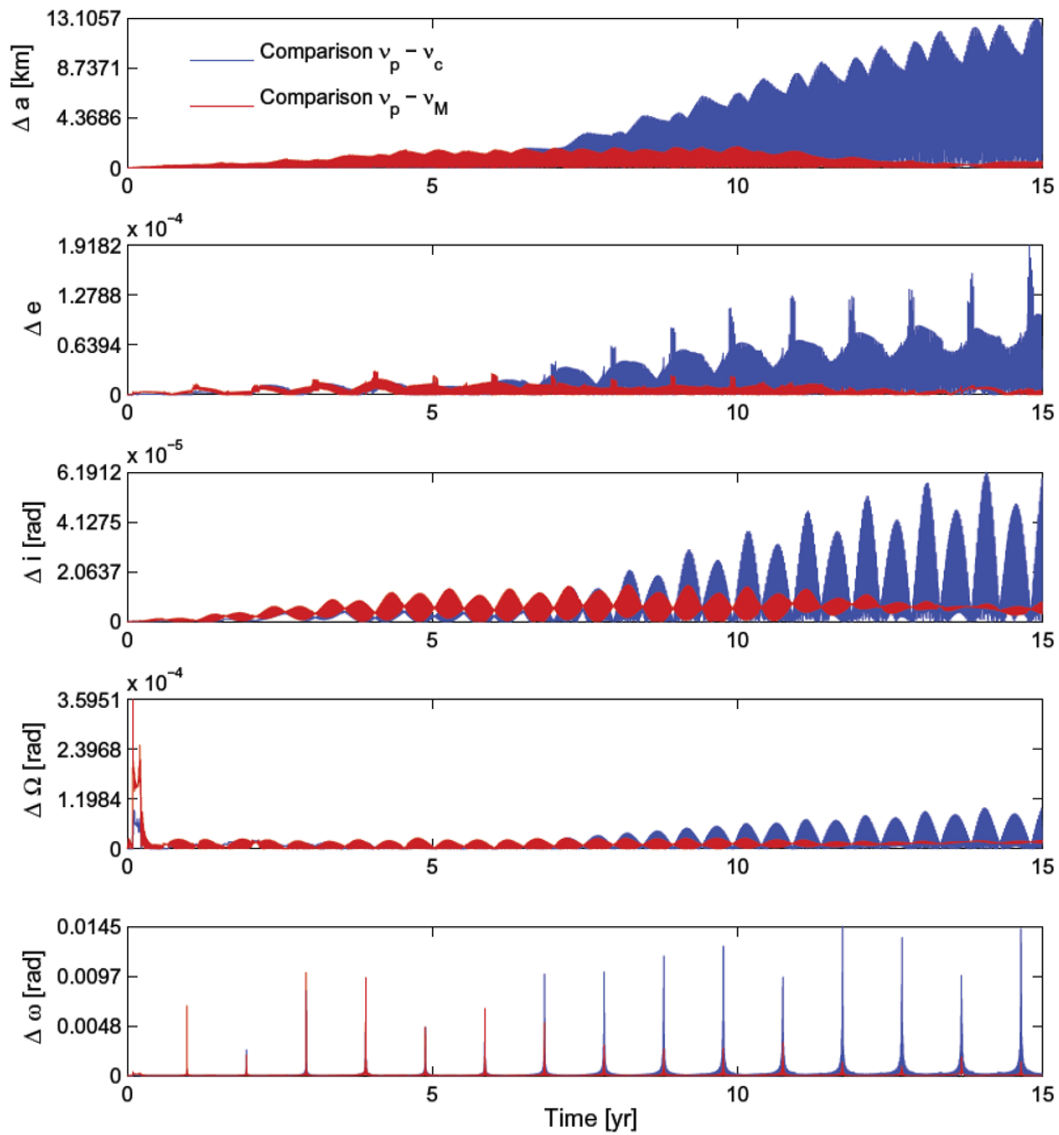 13.1057
8.7371
4.3686
0
Δ a [km]
Comparison ν_p − ν_c
Comparison ν_p − ν_M
0 5 10 15
x 10⁻⁴
1.9182
1.2788
0.6394
0
Δ e
0 5 10 15
x 10⁻⁵
6.1912
4.1275
2.0637
0
Δ i [rad]
0 5 10 15
x 10⁻⁴
3.5951
2.3968
1.1984
0
Δ Ω [rad]
0 5 10 15
0.0145
0.0097
0.0048
0
Δ ω [rad]
0 5 10 15
Time [yr]